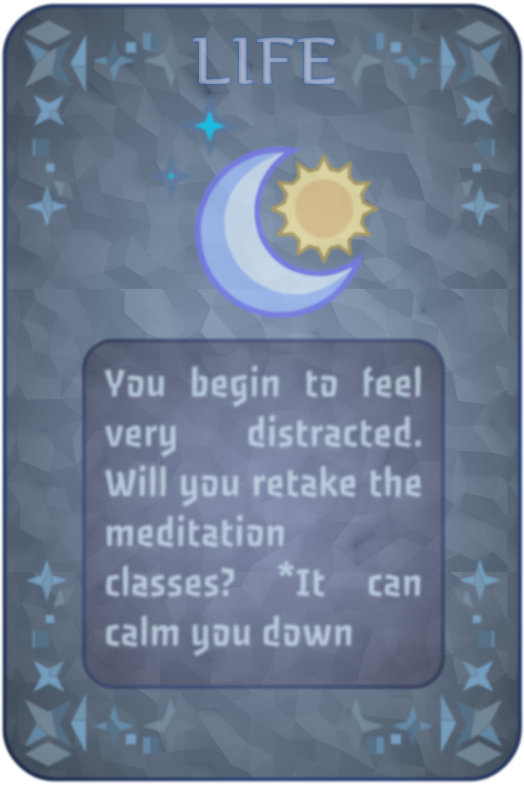 LIFE
You begin to feel
very distracted.
Will you retake the
meditation
classes? *It can
calm you down